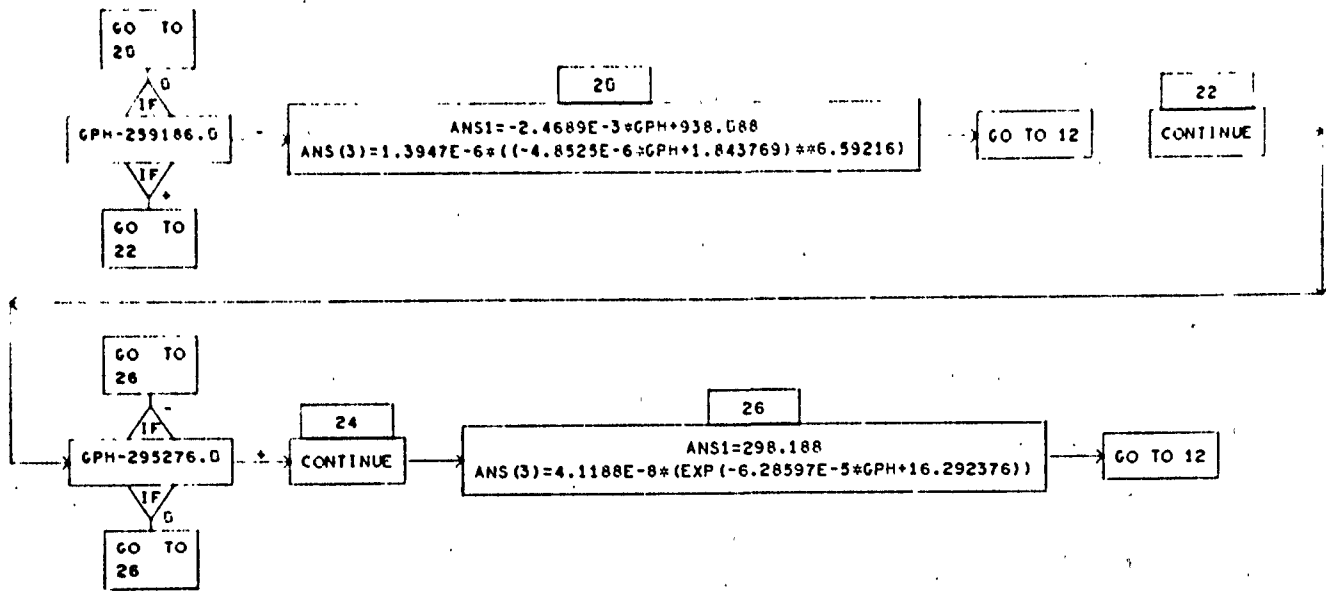 GO TO
20
0
IF
GPH-259186.0
-
IF
+
GO TO
22
20
ANS1=-2.4689E-3*GPH+938.088
ANS(3)=1.3947E-6*((-4.8525E-6*GPH+1.843769)**6.59216)
GO TO 12
22
CONTINUE
*
GO TO
26
-
IF
GPH-295276.0
+
IF
0
GO TO
26
24
CONTINUE
26
ANS1=298.188
ANS(3)=4.1188E-8*(EXP(-6.28597E-5*GPH+16.292376))
GO TO 12